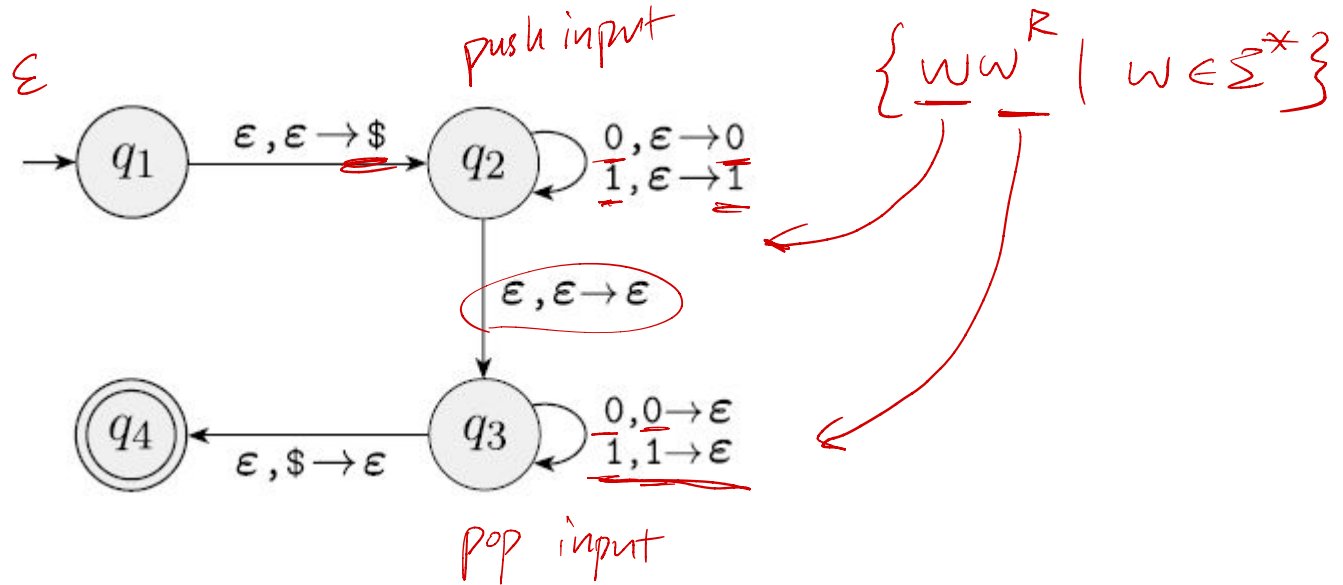 push input
{ww^R | w ∈ Σ*}
ε
q1
ε,ε→$
q2
0,ε→0
1,ε→1
ε,ε→ε
q4
ε,$→ε
q3
0,0→ε
1,1→ε
pop input